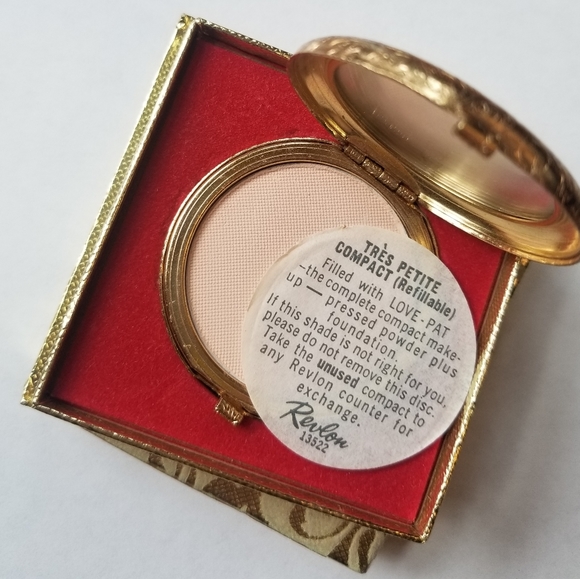 TRÈS PETITE
COMPACT (Refillable)
Filled with LOVE-PAT
–the complete compact make-
up — pressed powder plus
foundation.
If this shade is not right for you,
please do not remove this disc.
Take the unused compact to
any Revlon counter for
exchange.
Revlon
13522